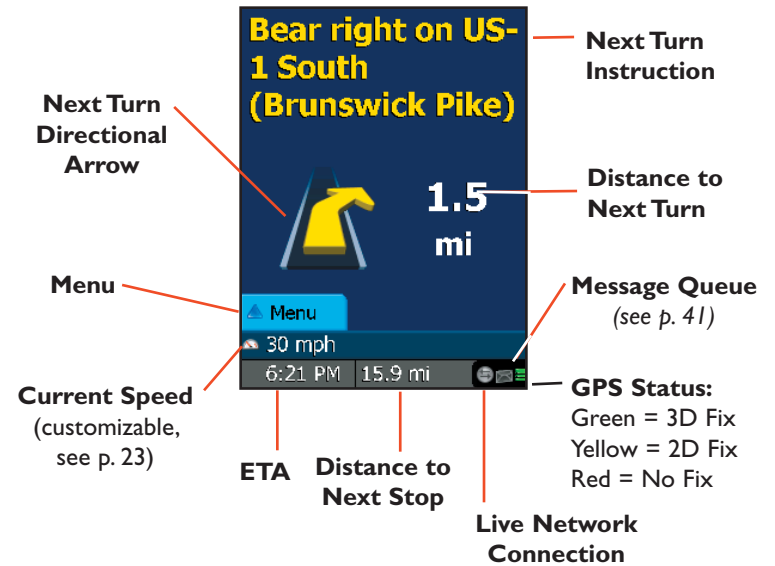 Bear right on US-
1 South
(Brunswick Pike)
Next Turn
Instruction
Next Turn
Directional
Arrow
1.5
mi
Distance to
Next Turn
Menu
Menu
Message Queue
(see p. 41)
30 mph
6:21 PM 15.9 mi
Current Speed
(customizable,
see p. 23)
GPS Status:
Green = 3D Fix
Yellow = 2D Fix
Red = No Fix
ETA
Distance to
Next Stop
Live Network
Connection